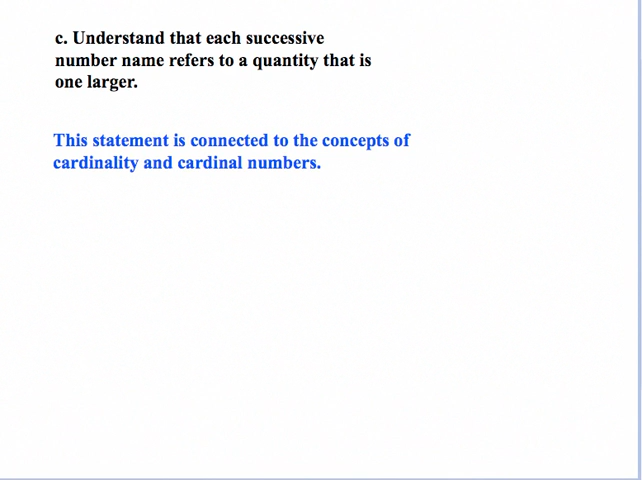 c. Understand that each successive
number name refers to a quantity that is
one larger.
This statement is connected to the concepts of
cardinality and cardinal numbers.